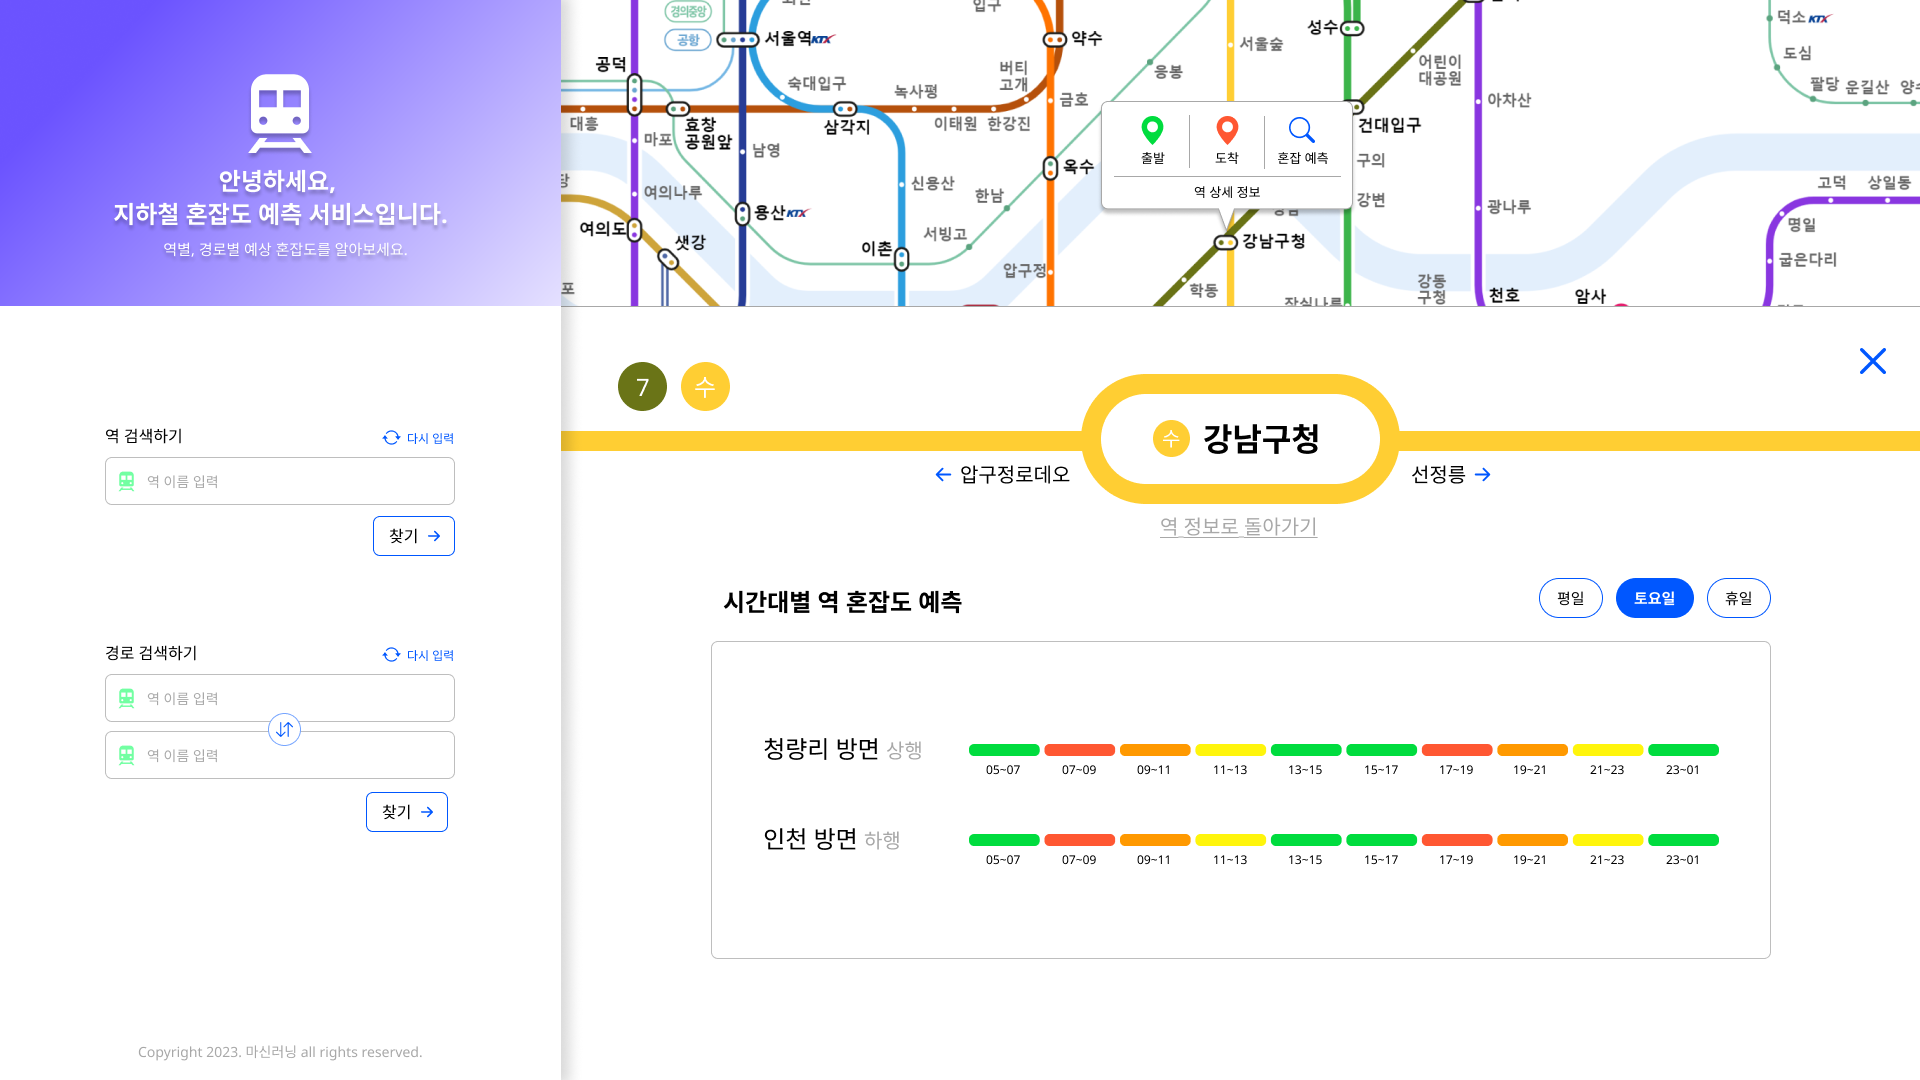 안녕하세요,
지하철 혼잡도 예측 서비스입니다.
역별, 경로별 예상 혼잡도를 알아보세요.
역 검색하기
다시 입력
역 이름 입력
찾기
경로 검색하기
다시 입력
역 이름 입력
역 이름 입력
찾기
Copyright 2023. 마신러닝 all rights reserved.
경의중앙
공항
서울역 KTX
입구
약수
서울숲
성수
덕소 KTX
도심
팔당
운길산
공덕
숙대입구
녹사평
버티
고개
금호
응봉
어린이
대공원
아차산
대흥
마포
효창
공원앞
남영
삼각지
이태원
한강진
건대입구
구의
옥수
출발
도착
혼잡 예측
역 상세 정보
여의나루
신용산
한남
강변
광나루
고덕
상일동
명일
여의도
용산 KTX
샛강
이촌
서빙고
압구정
강남구청
굽은다리
학동
강동
구청
천호
암사
7
수
수 강남구청
압구정로데오
선정릉
역 정보로 돌아가기
시간대별 역 혼잡도 예측
평일
토요일
휴일
청량리 방면 상행
05~07 07~09 09~11 11~13 13~15 15~17 17~19 19~21 21~23 23~01
인천 방면 하행
05~07 07~09 09~11 11~13 13~15 15~17 17~19 19~21 21~23 23~01